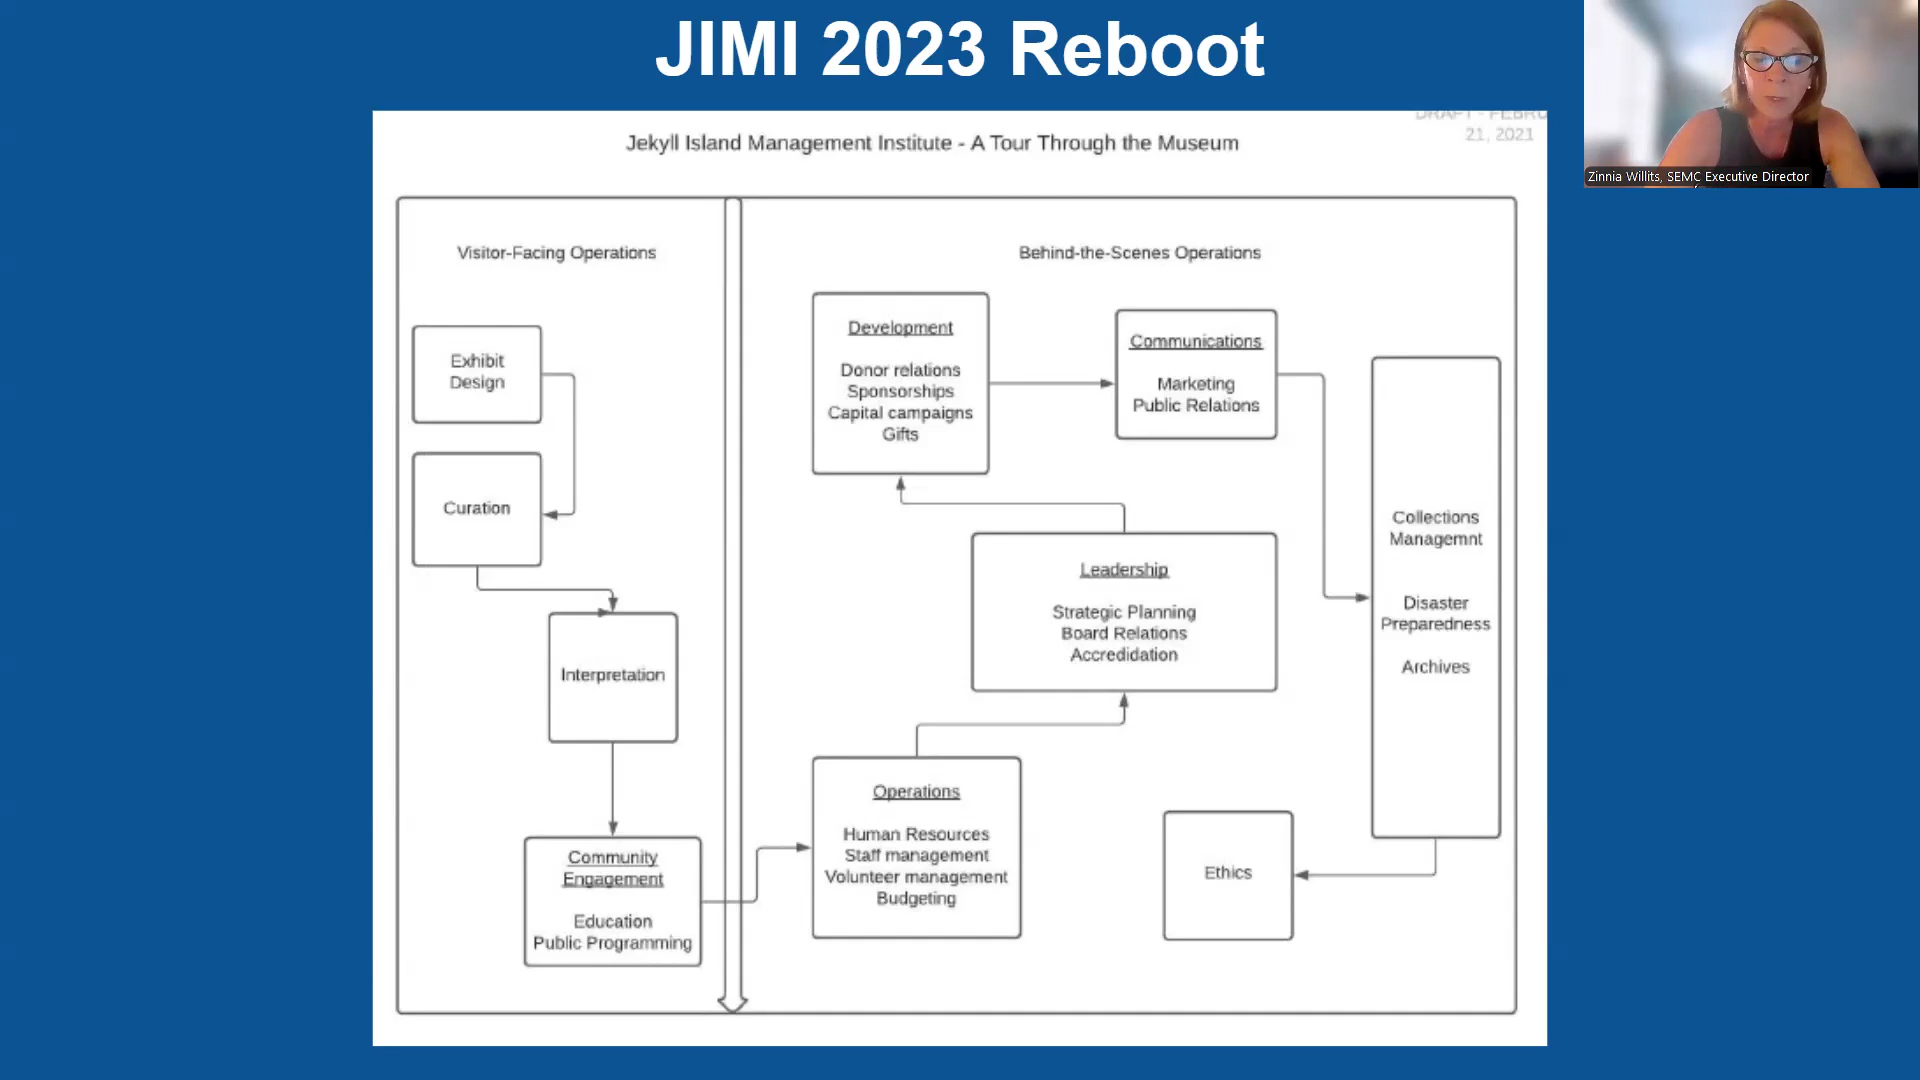 JIMI 2023 Reboot
DRAFT - FEBRU
21, 2021
Jekyll Island Management Institute - A Tour Through the Museum
Zinnia Willits, SEMC Executive Director
Visitor-Facing Operations
Behind-the-Scenes Operations
Exhibit
Design
Curation
Interpretation
Community
Engagement
Education
Public Programming
Operations
Human Resources
Staff management
Volunteer management
Budgeting
Leadership
Strategic Planning
Board Relations
Accredidation
Development
Donor relations
Sponsorships
Capital campaigns
Gifts
Communications
Marketing
Public Relations
Collections
Managemnt
Disaster
Preparedness
Archives
Ethics